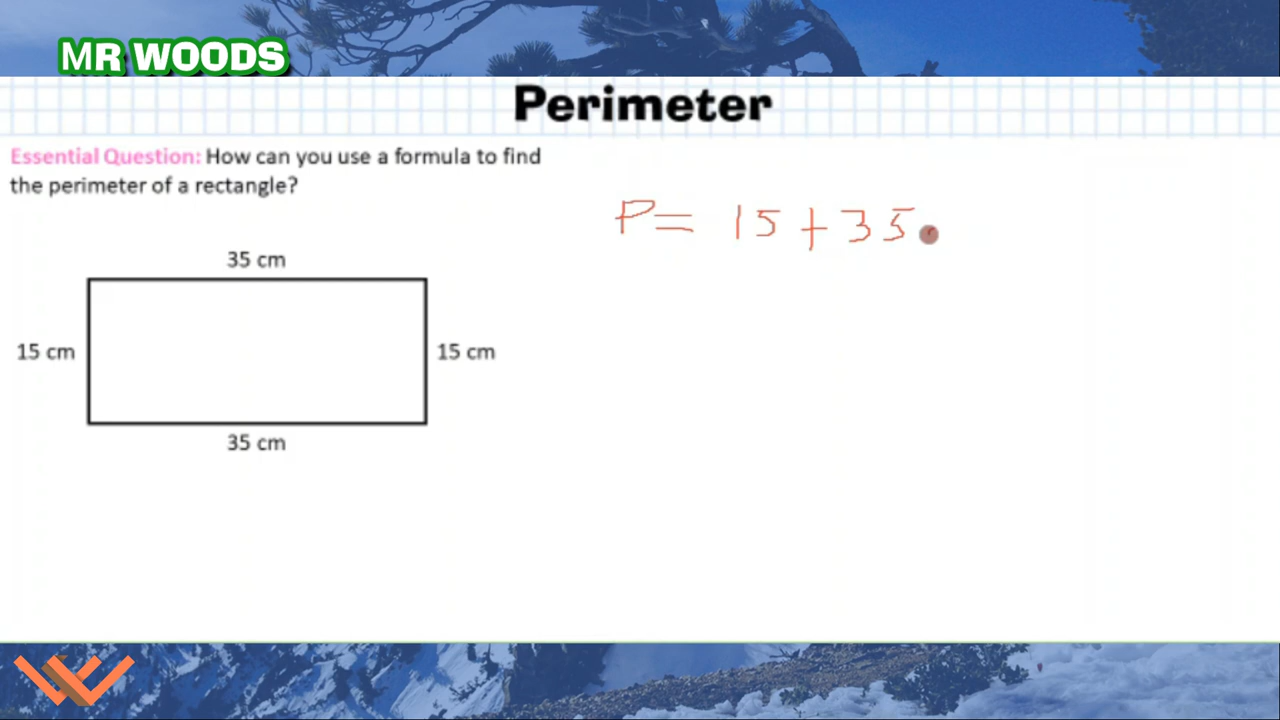 MR WOODS
Perimeter
Essential Question: How can you use a formula to find
the perimeter of a rectangle?
P= 15+35
35 cm
15 cm
15 cm
35 cm